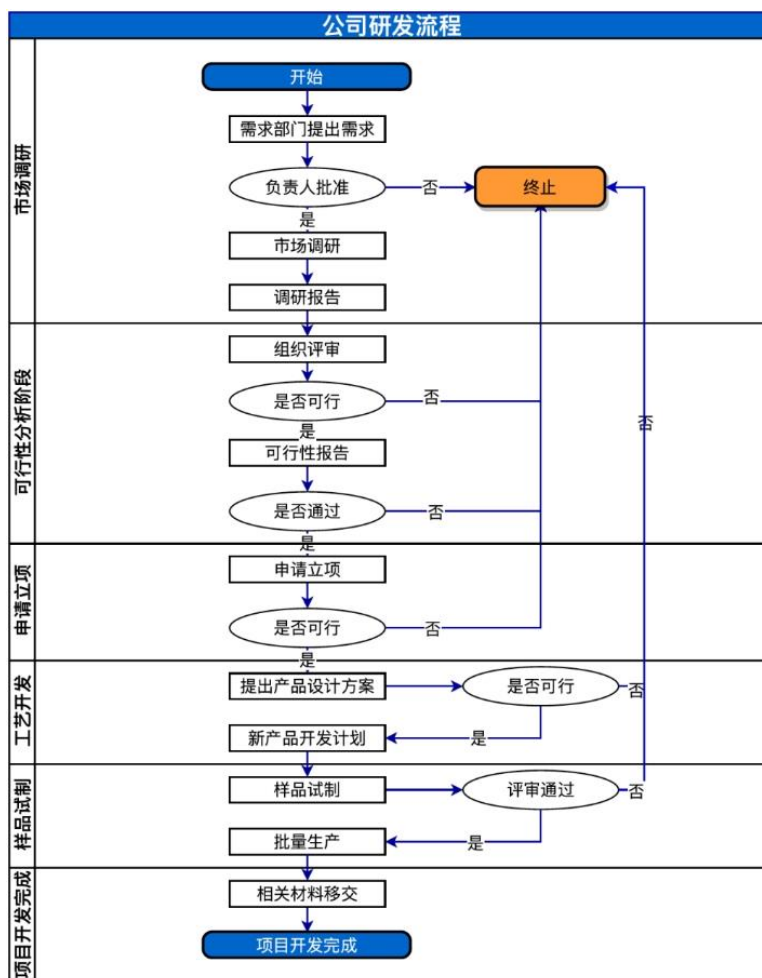 公司研发流程
市场调研
开始
需求部门提出需求
负责人批准
否
终止
是
市场调研
调研报告
可行性分析阶段
组织评审
是否可行
否
否
是
可行性报告
是否通过
否
是
申请立项
申请立项
是否可行
否
是
工艺开发
提出产品设计方案
是否可行
否
新产品开发计划
是
样品试制
样品试制
评审通过
否
批量生产
是
项目开发完成
相关材料移交
项目开发完成